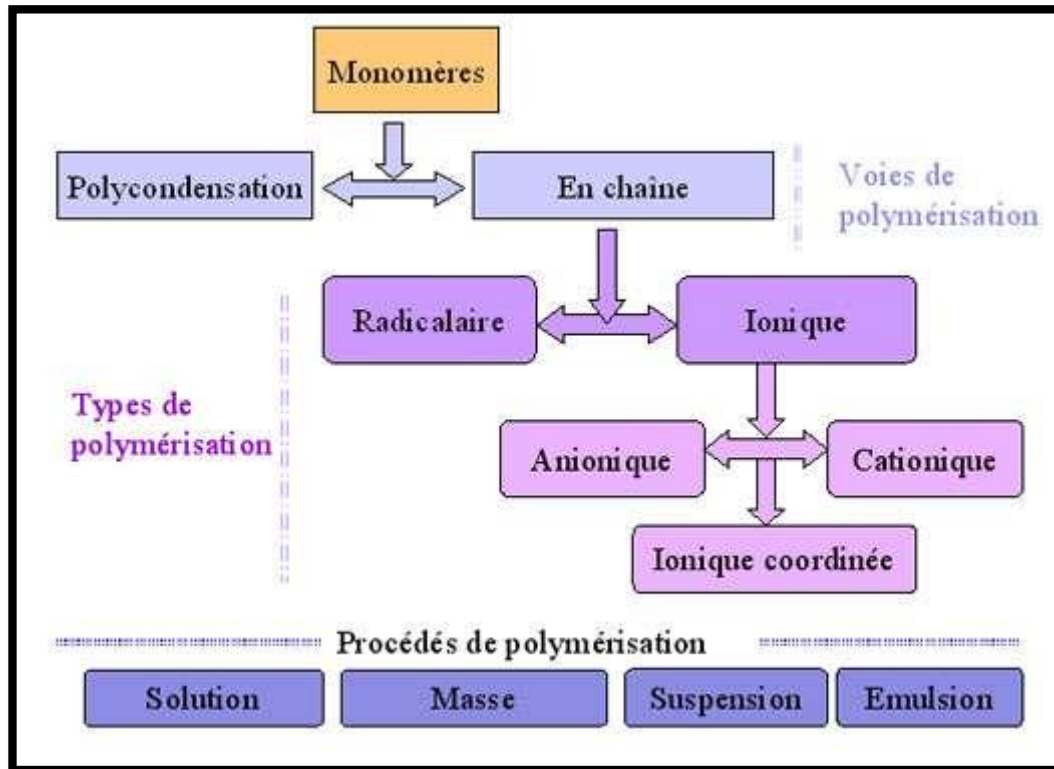 Monomères
Polycondensation
En chaîne
Voies de
polymérisation
Radicalaire
Ionique
Types de
polymérisation
Anionique
Cationique
Ionique coordinée
Procédés de polymérisation
Solution
Masse
Suspension
Emulsion